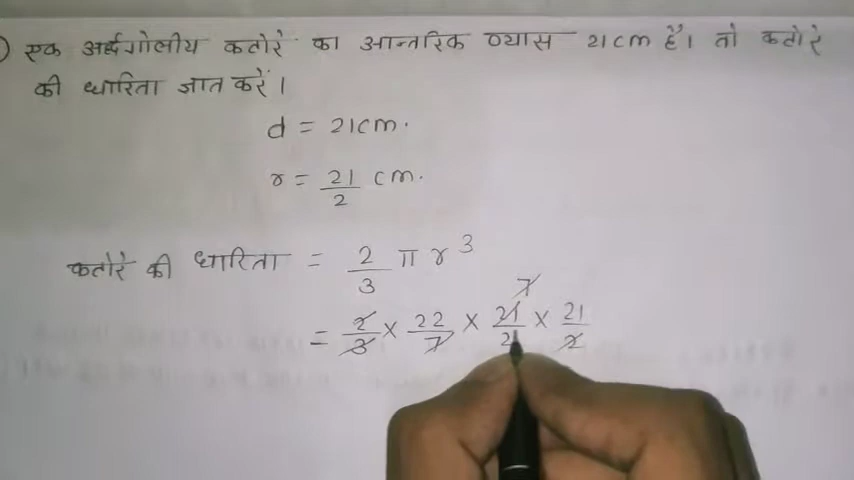 ) एक अर्द्धगोलीय कटोरे का आन्तरिक व्यास 21cm है। तो कटोरे
की धारिता ज्ञात करें।
d = 21cm.
r = 21/2 cm.
कटोरे की धारिता = 2/3 π r³
7
= 2/3 × 22/7 × 21/2 × 21/2